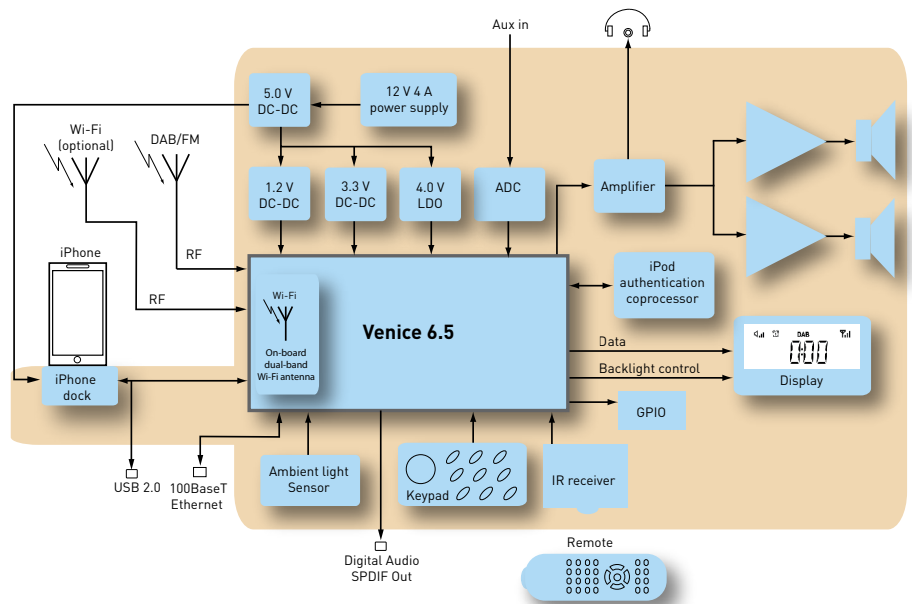 Aux in
5.0 V
DC-DC
12 V 4 A
power supply
Wi-Fi
(optional)
DAB/FM
1.2 V
DC-DC
3.3 V
DC-DC
4.0 V
LDO
ADC
Amplifier
iPhone
RF
RF
Wi-Fi
On-board
dual-band
Wi-Fi antenna
Venice 6.5
iPod
authentication
coprocessor
Data
Backlight control
DAB
0:00
Display
iPhone
dock
GPIO
USB 2.0
100BaseT
Ethernet
Ambient light
Sensor
Keypad
IR receiver
Digital Audio
SPDIF Out
Remote